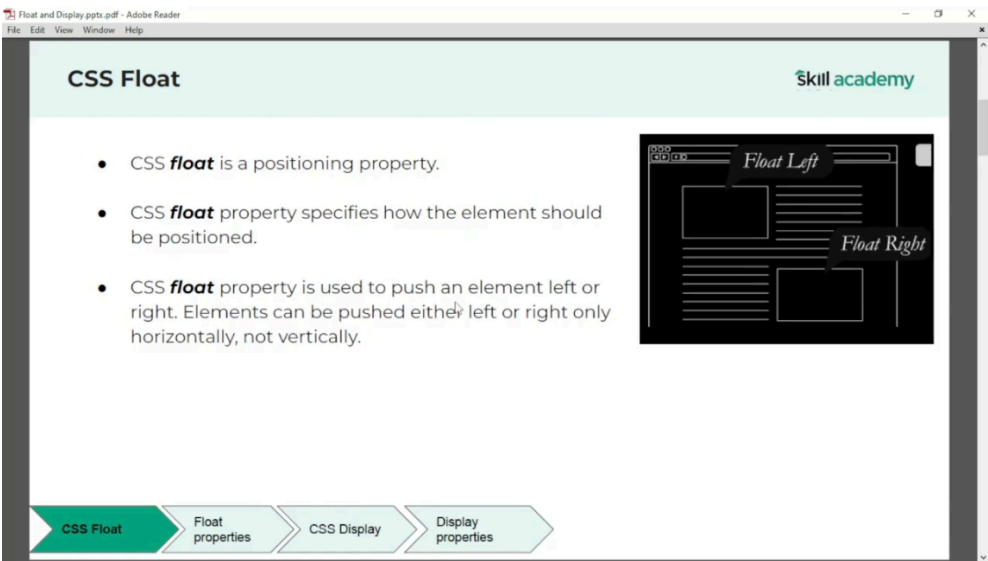 Float and Display.pptx.pdf - Adobe Reader
File Edit View Window Help
CSS Float
skill academy
● CSS float is a positioning property.
● CSS float property specifies how the element should
be positioned.
● CSS float property is used to push an element left or
right. Elements can be pushed either left or right only
horizontally, not vertically.
Float Left
Float Right
CSS Float
Float
properties
CSS Display
Display
properties